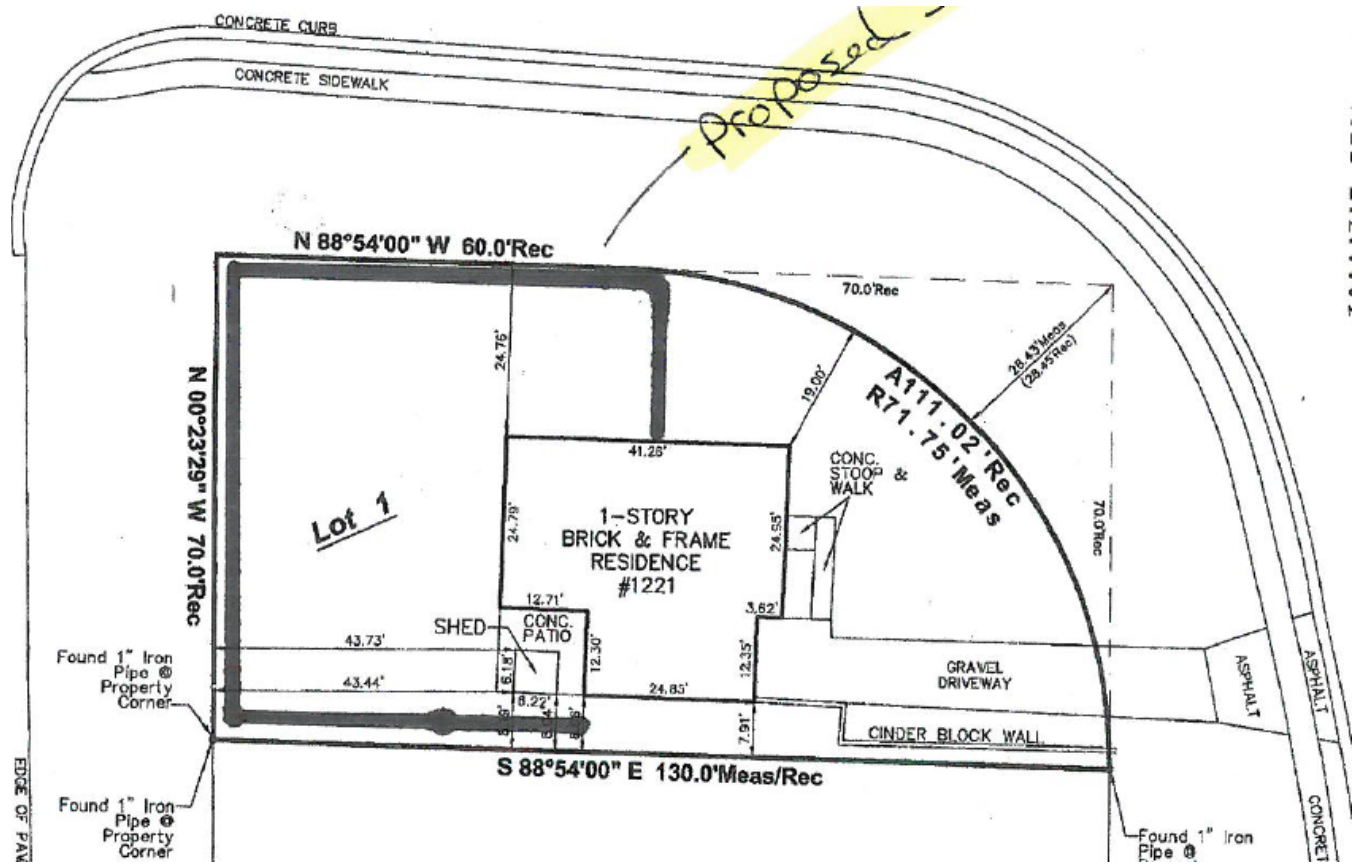 CONCRETE CURB
CONCRETE SIDEWALK
Proposed
N 88°54'00" W 60.0'Rec
70.0'Rec
28.43'Meas
(28.45'Rec)
24.76'
19.00'
A111.02'Rec
R71.75'Meas
N 00°23'29" W 70.0'Rec
41.26'
CONC.
STOOP &
WALK
Lot 1
24.79'
1-STORY
BRICK & FRAME
RESIDENCE
#1221
24.95'
70.0'Rec
12.71'
3.62'
SHED
CONC.
PATIO
43.73'
6.18'
12.30'
12.35'
GRAVEL
DRIVEWAY
ASPHALT
ASPHALT
Found 1" Iron
Pipe @
Property
Corner
43.44'
6.22'
24.85'
7.91'
CINDER BLOCK WALL
S 88°54'00" E 130.0'Meas/Rec
EDGE OF
Found 1" Iron
Pipe @
Property
Corner
Found 1" Iron
Pipe @